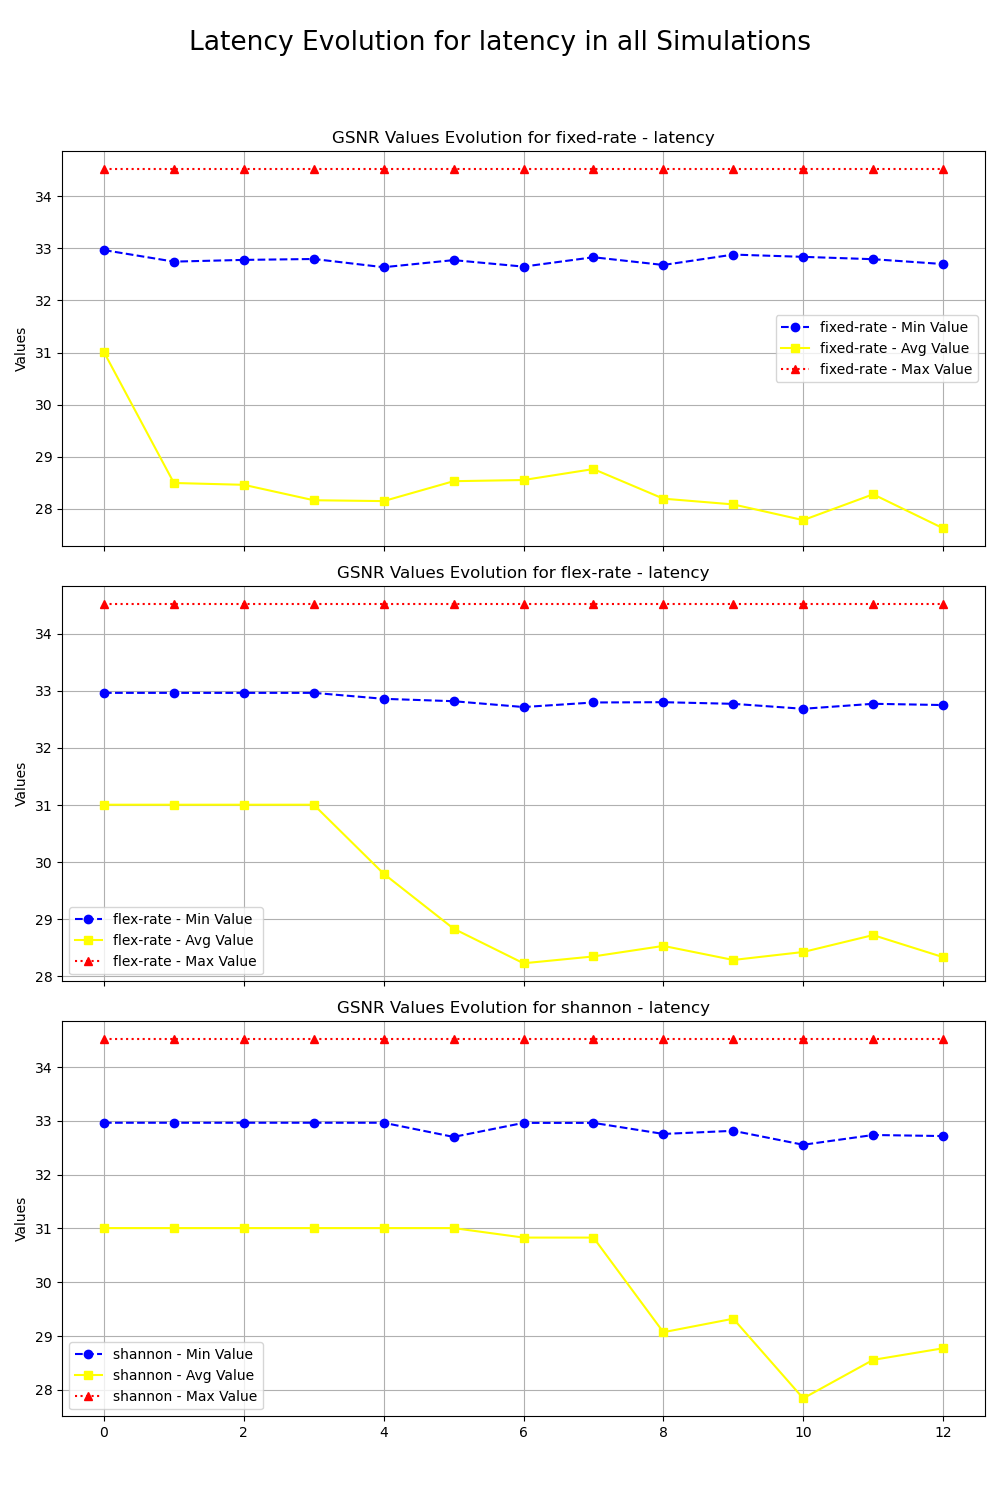 Latency Evolution for latency in all Simulations
GSNR Values Evolution for fixed-rate - latency
34
33
32
31
30
29
28
Values
fixed-rate - Min Value
fixed-rate - Avg Value
fixed-rate - Max Value
GSNR Values Evolution for flex-rate - latency
34
33
32
31
30
29
28
Values
flex-rate - Min Value
flex-rate - Avg Value
flex-rate - Max Value
GSNR Values Evolution for shannon - latency
34
33
32
31
30
29
28
Values
shannon - Min Value
shannon - Avg Value
shannon - Max Value
0 2 4 6 8 10 12